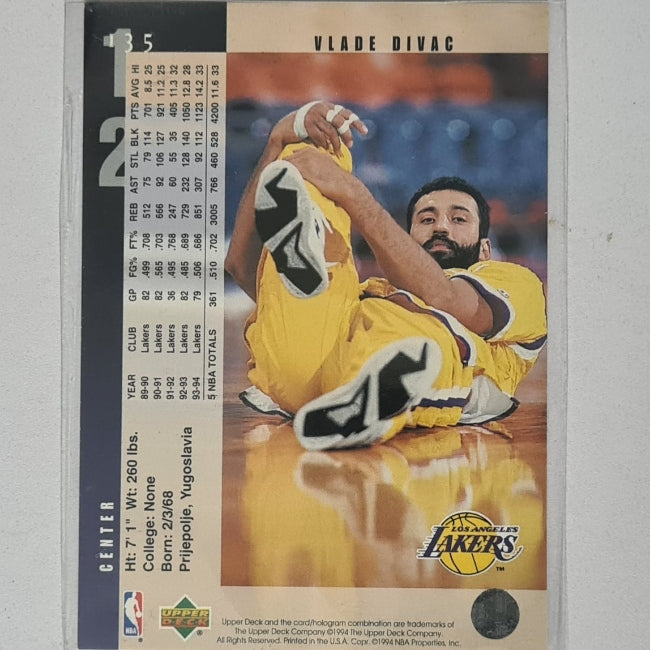 135
VLADE DIVAC
12
CENTER
Ht: 7' 1" Wt: 260 lbs.
College: None
Born: 2/3/68
Prijepolje, Yugoslavia
YEAR CLUB GP FG% FT% REB AST STL BLK PTS AVG HI
89-90 Lakers 82 .499 .708 512 75 79 114 701 8.5 25
90-91 Lakers 82 .565 .703 666 92 106 127 921 11.2 25
91-92 Lakers 36 .495 .768 247 60 55 35 405 11.3 32
92-93 Lakers 82 .485 .689 729 232 128 140 1050 12.8 28
93-94 Lakers 79 .506 .686 851 307 92 112 1123 14.2 33
5 NBA TOTALS 361 .510 .702 3005 766 460 528 4200 11.6 33
LOS ANGELES
LAKERS
TM
NBA
UPPER
DECK
®
Upper Deck and the card/hologram combination are trademarks of
The Upper Deck Company ©1994 The Upper Deck Company.
All Rights Reserved. Printed in the U.S.A. Copr. ©1994 NBA Properties, Inc.